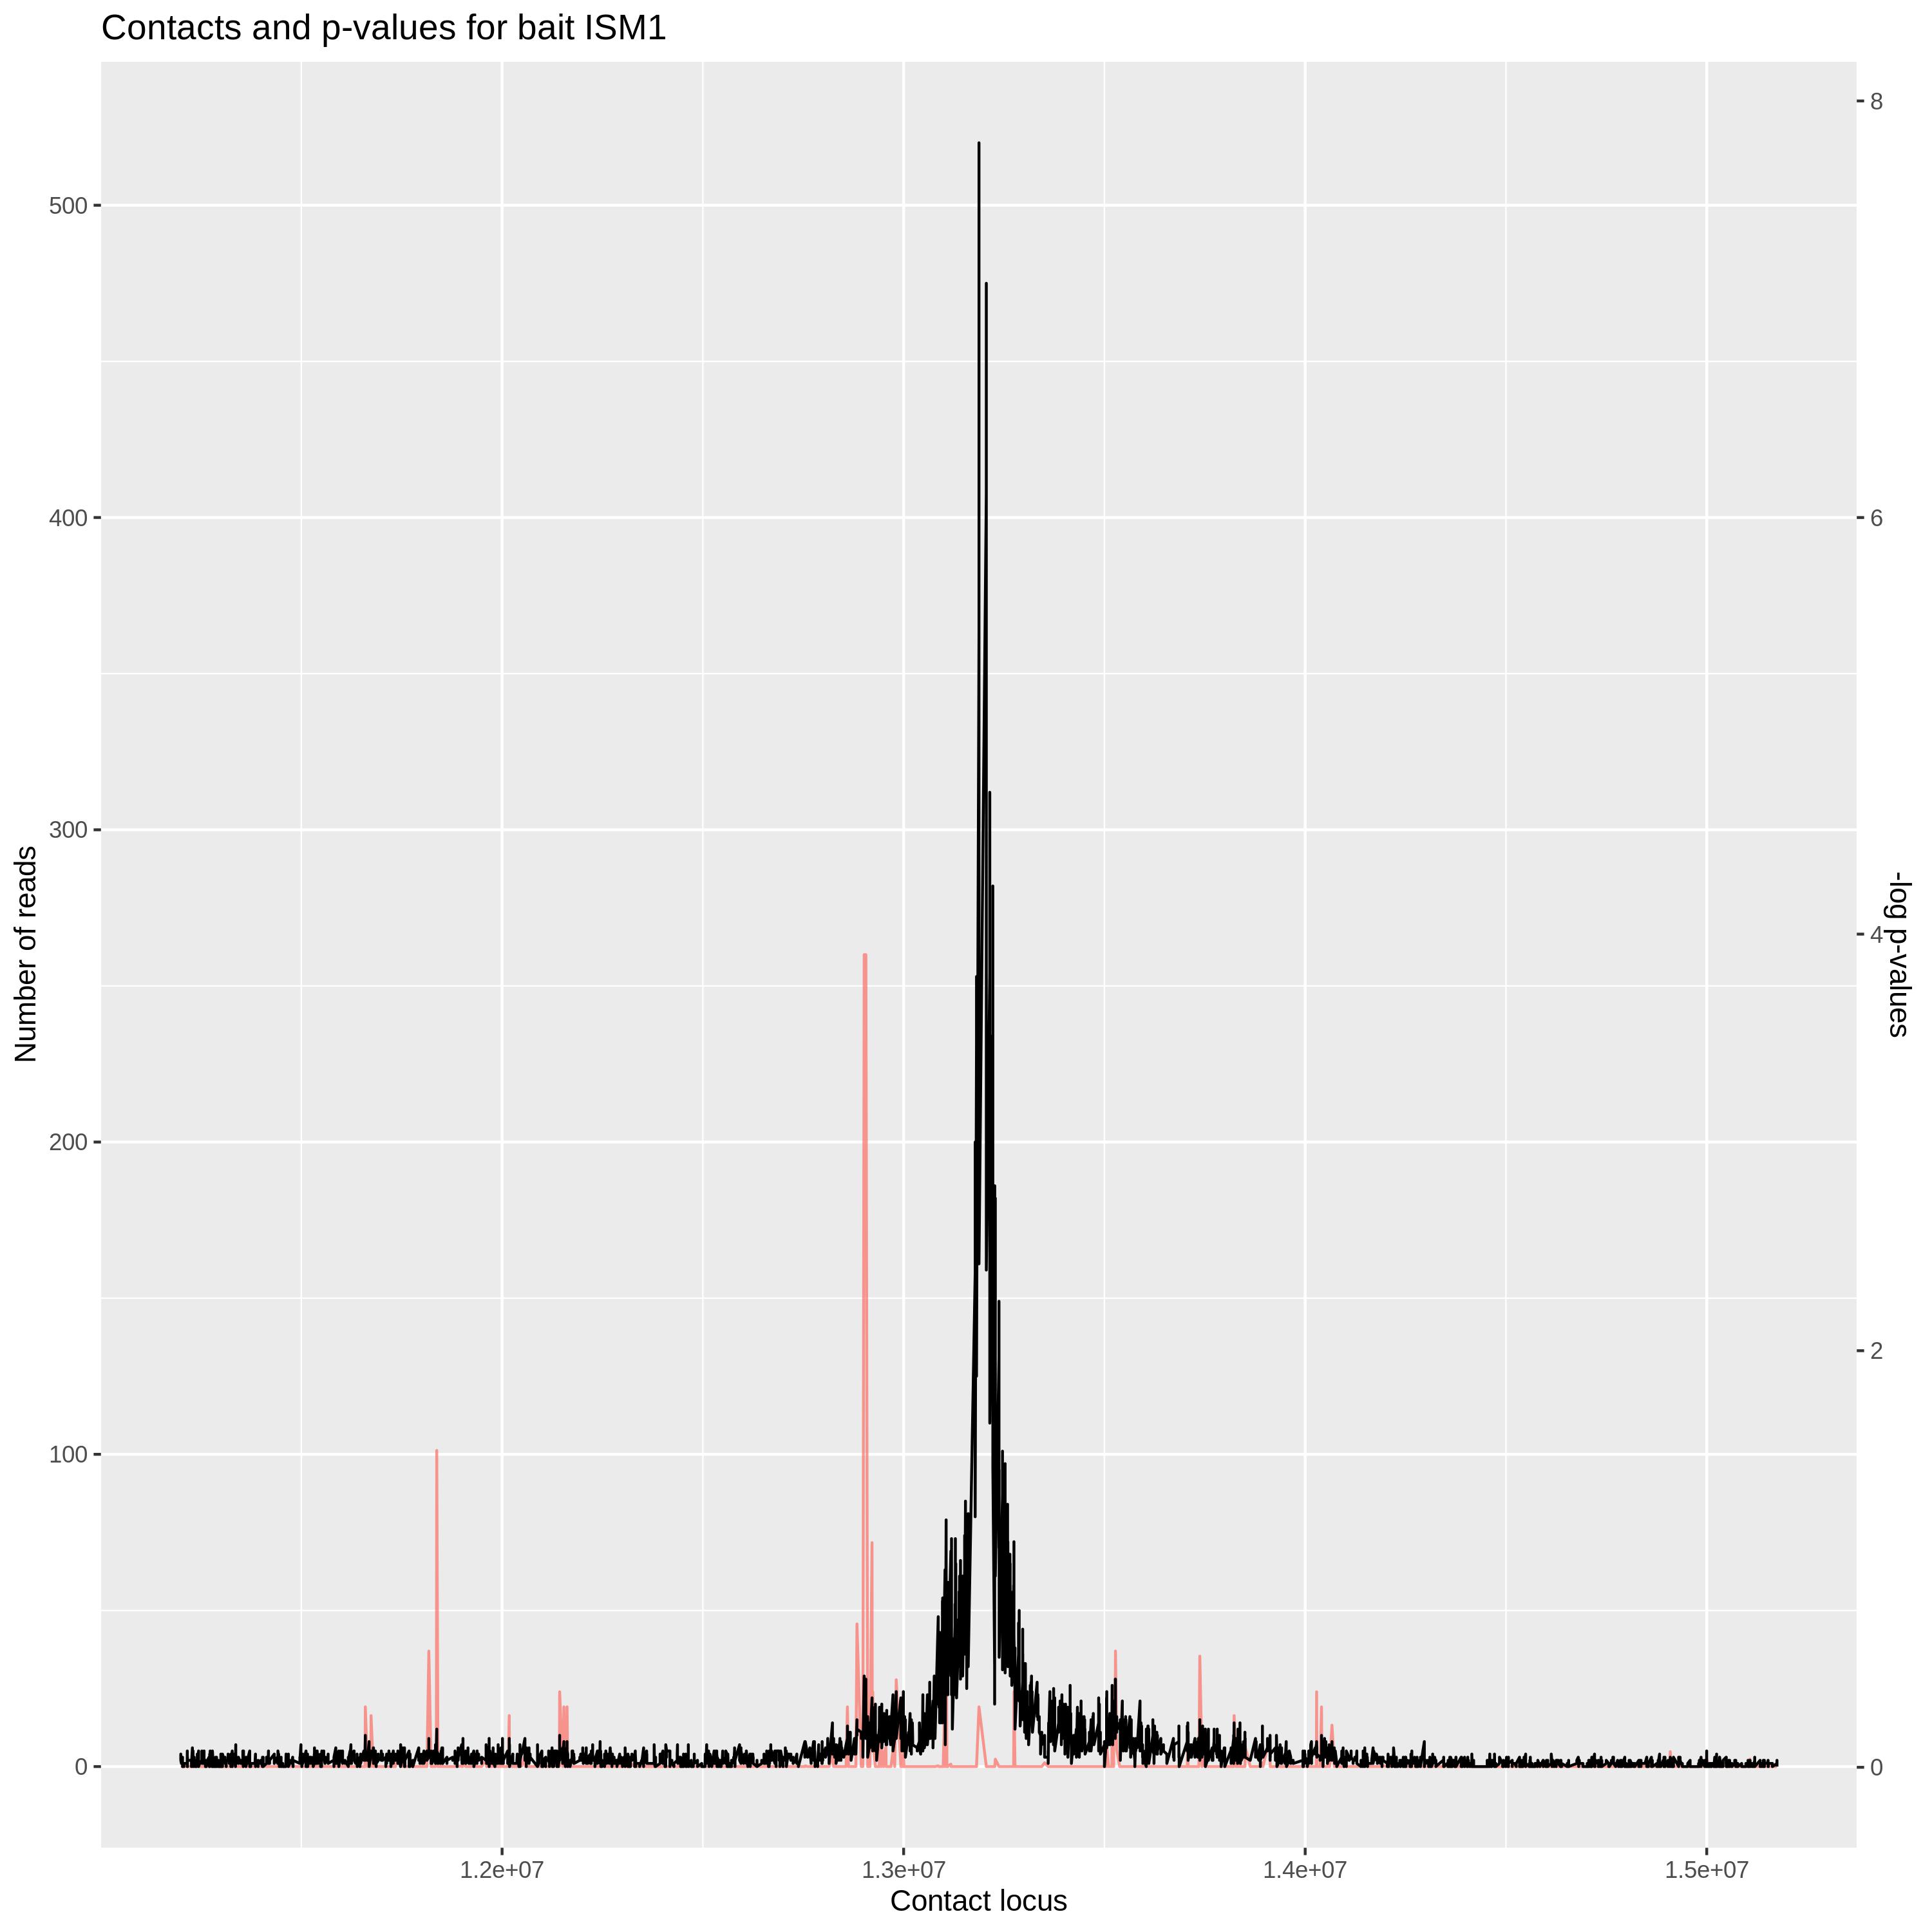 Contacts and p-values for bait ISM1
8
500
400
6
300
Number of reads
-log p-values
4
200
2
100
0
0
1.2e+07
1.3e+07
1.4e+07
1.5e+07
Contact locus